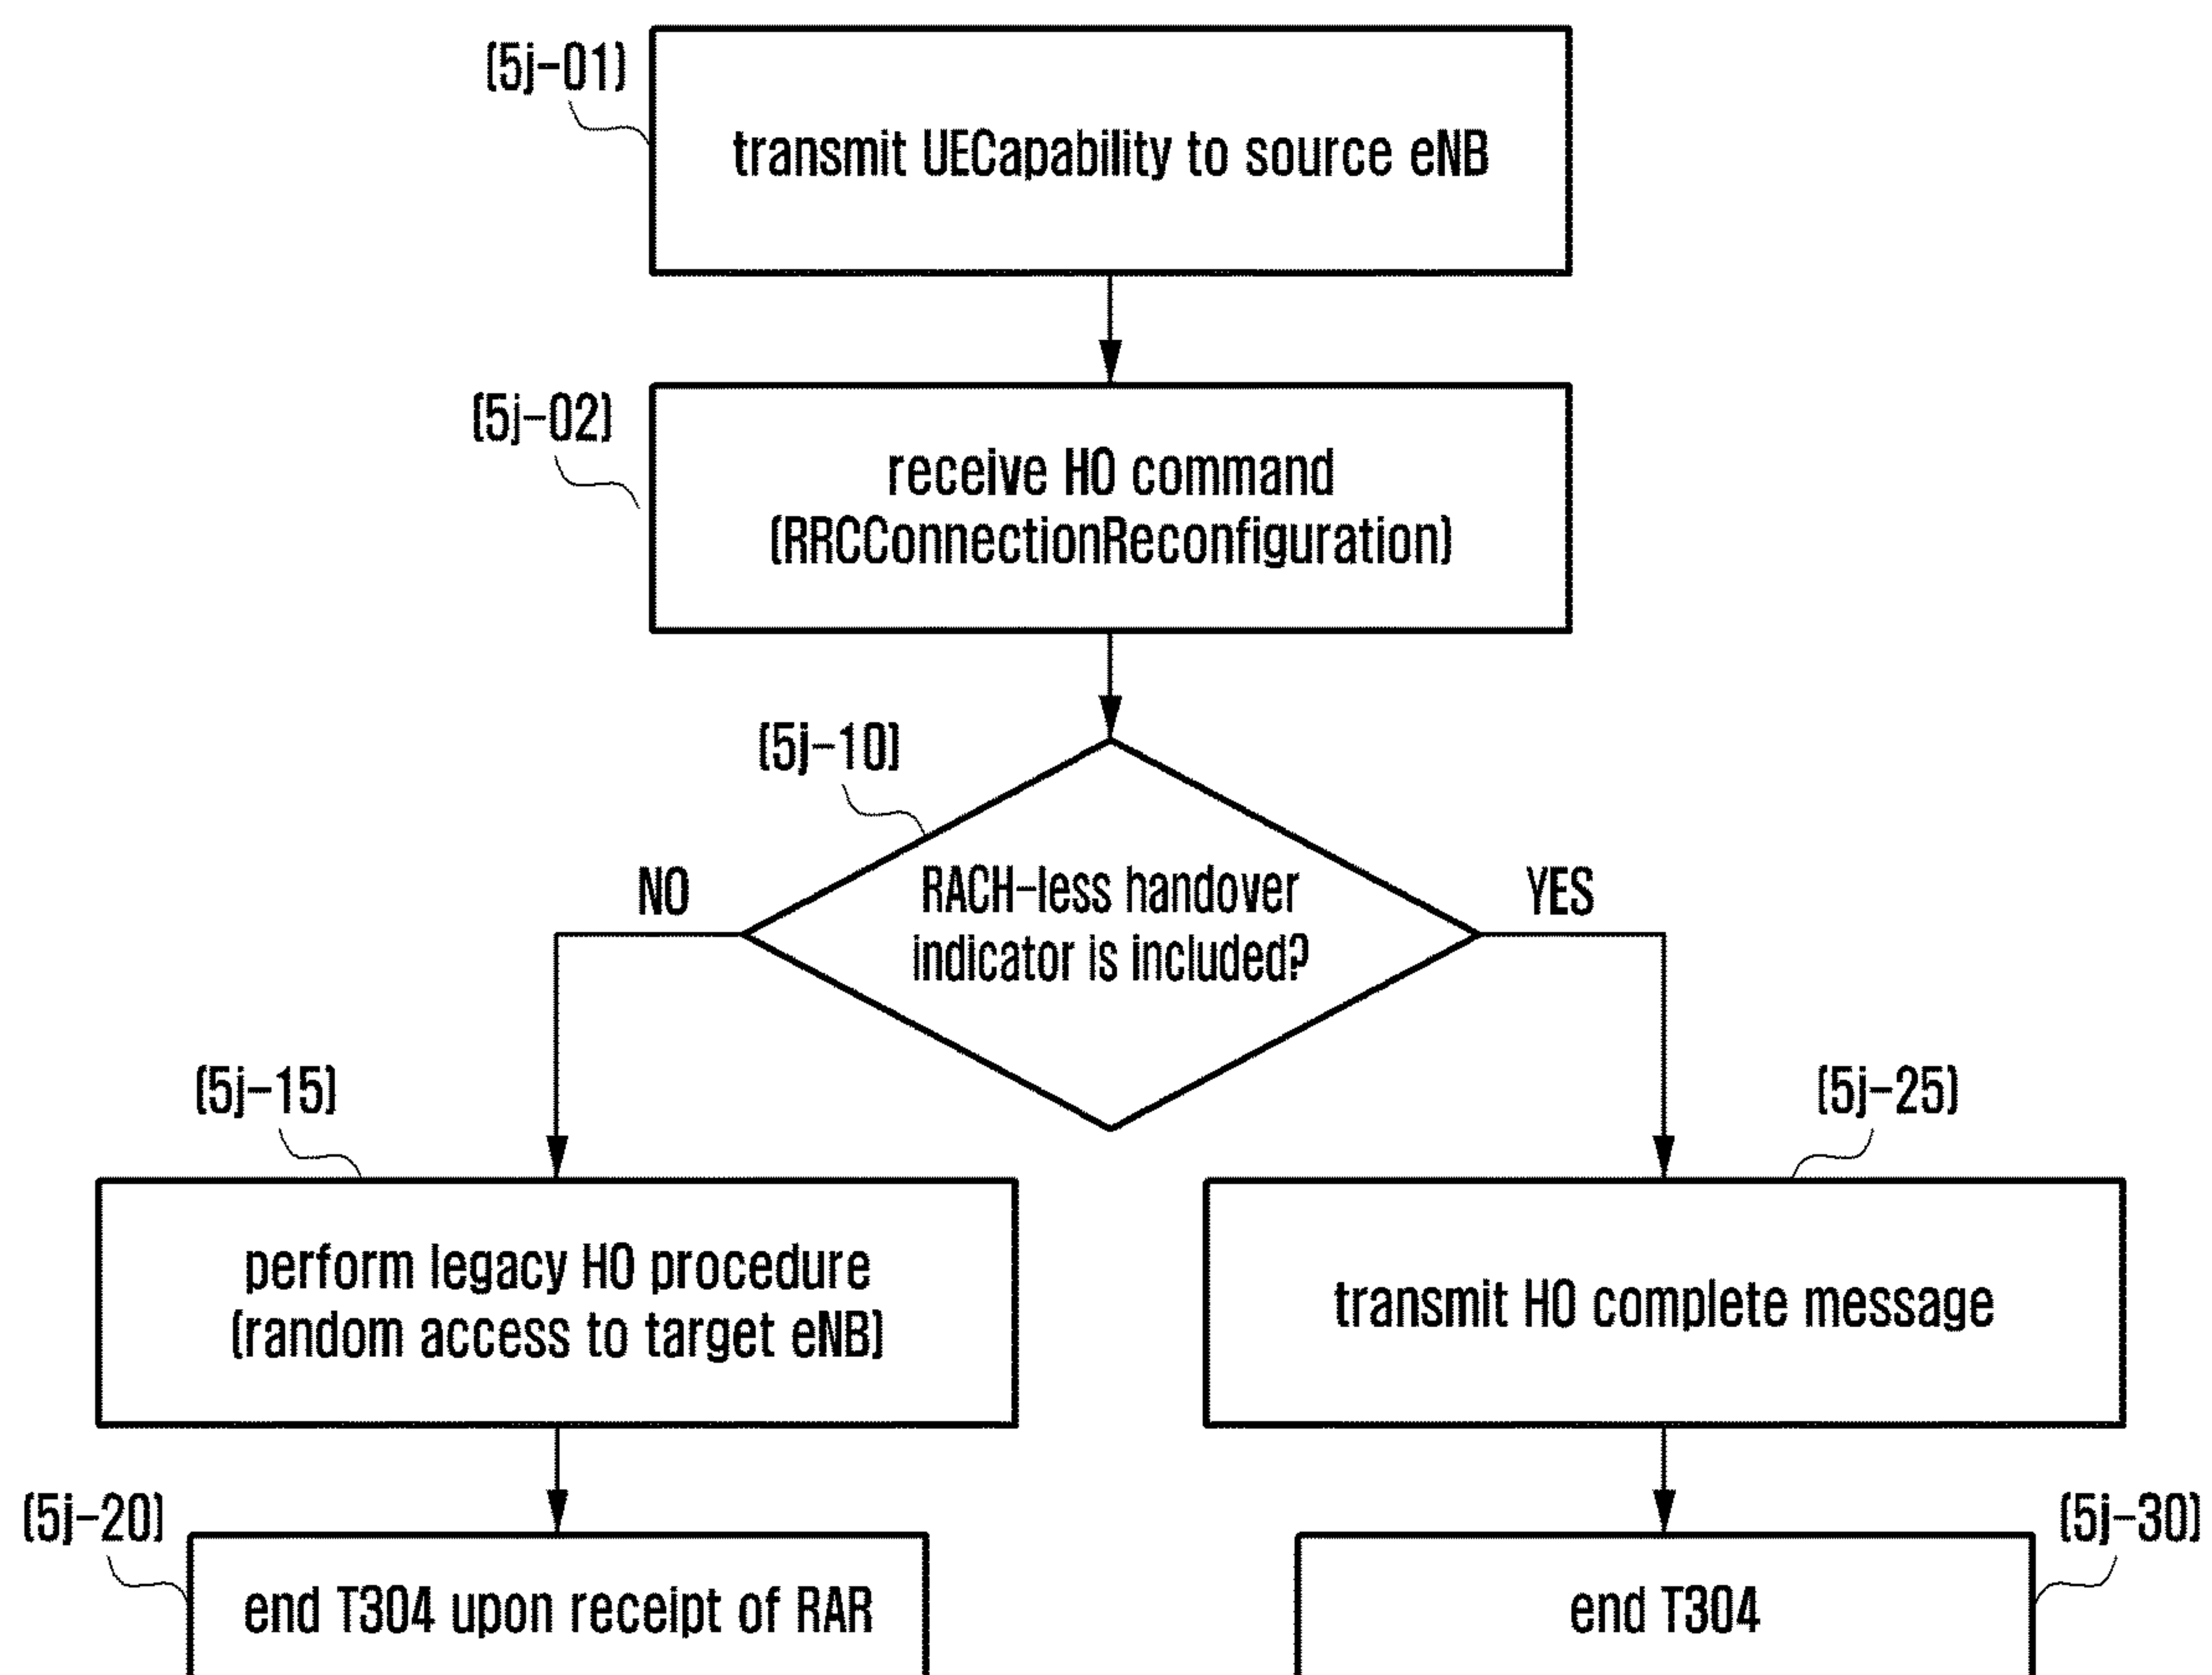 (5j-01)
transmit UECapability to source eNB
(5j-02)
receive HO command
(RRCConnectionReconfiguration)
(5j-10)
NO
RACH-less handover
indicator is included?
YES
(5j-15)
perform legacy HO procedure
(random access to target eNB)
(5j-25)
transmit HO complete message
(5j-20)
end T304 upon receipt of RAR
(5j-30)
end T304